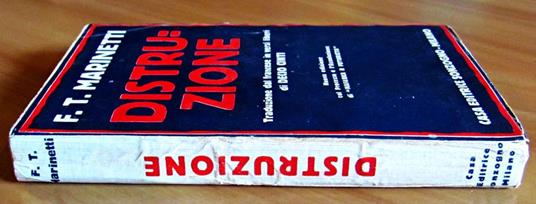 F. T. MARINETTI
DISTRU=
ZIONE
Traduzione dal francese in versi liberi
di DECIO CINTI
CASA EDITRICE SONZOGNO - MILANO
F. T.
Marinetti
DISTRUZIONE
Casa
Editrice
Sonzogno
Milano